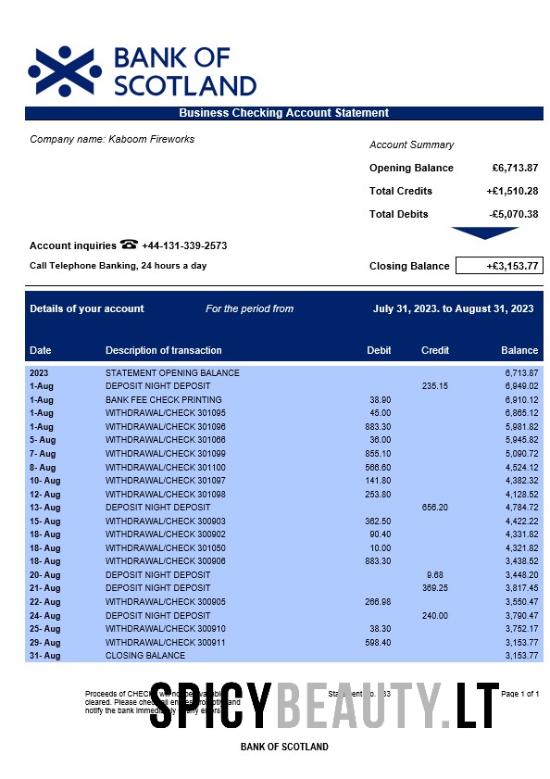 BANK OF
SCOTLAND
Business Checking Account Statement
Company name: Kaboom Fireworks
Account Summary
Opening Balance £6,713.87
Total Credits +£1,510.28
Total Debits -£5,070.38
Account inquiries ☎ +44-131-339-2573
Call Telephone Banking, 24 hours a day
Closing Balance +£3,153.77
Details of your account For the period from July 31, 2023. to August 31, 2023
Date Description of transaction Debit Credit Balance
2023 STATEMENT OPENING BALANCE 6,713.87
1-Aug DEPOSIT NIGHT DEPOSIT 235.15 6,949.02
1-Aug BANK FEE CHECK PRINTING 38.90 6,910.12
1-Aug WITHDRAWAL/CHECK 301095 45.00 6,865.12
1-Aug WITHDRAWAL/CHECK 301096 883.30 5,981.82
5- Aug WITHDRAWAL/CHECK 301066 36.00 5,945.82
7- Aug WITHDRAWAL/CHECK 301099 855.10 5,090.72
8- Aug WITHDRAWAL/CHECK 301100 566.60 4,524.12
10- Aug WITHDRAWAL/CHECK 301097 141.80 4,382.32
12- Aug WITHDRAWAL/CHECK 301098 253.80 4,128.52
13- Aug DEPOSIT NIGHT DEPOSIT 656.20 4,784.72
15- Aug WITHDRAWAL/CHECK 300903 362.50 4,422.22
18- Aug WITHDRAWAL/CHECK 300902 90.40 4,331.82
18- Aug WITHDRAWAL/CHECK 301050 10.00 4,321.82
18- Aug WITHDRAWAL/CHECK 300906 883.30 3,438.52
20- Aug DEPOSIT NIGHT DEPOSIT 9.68 3,448.20
21- Aug DEPOSIT NIGHT DEPOSIT 369.25 3,817.45
22- Aug WITHDRAWAL/CHECK 300905 266.98 3,550.47
24- Aug DEPOSIT NIGHT DEPOSIT 240.00 3,790.47
25- Aug WITHDRAWAL/CHECK 300910 38.30 3,752.17
29- Aug WITHDRAWAL/CHECK 300911 598.40 3,153.77
31- Aug CLOSING BALANCE 3,153.77
Proceeds of
cleared. Please
notify the bank
Page 1 of 1
SPICYBEAUTY.LT
BANK OF SCOTLAND